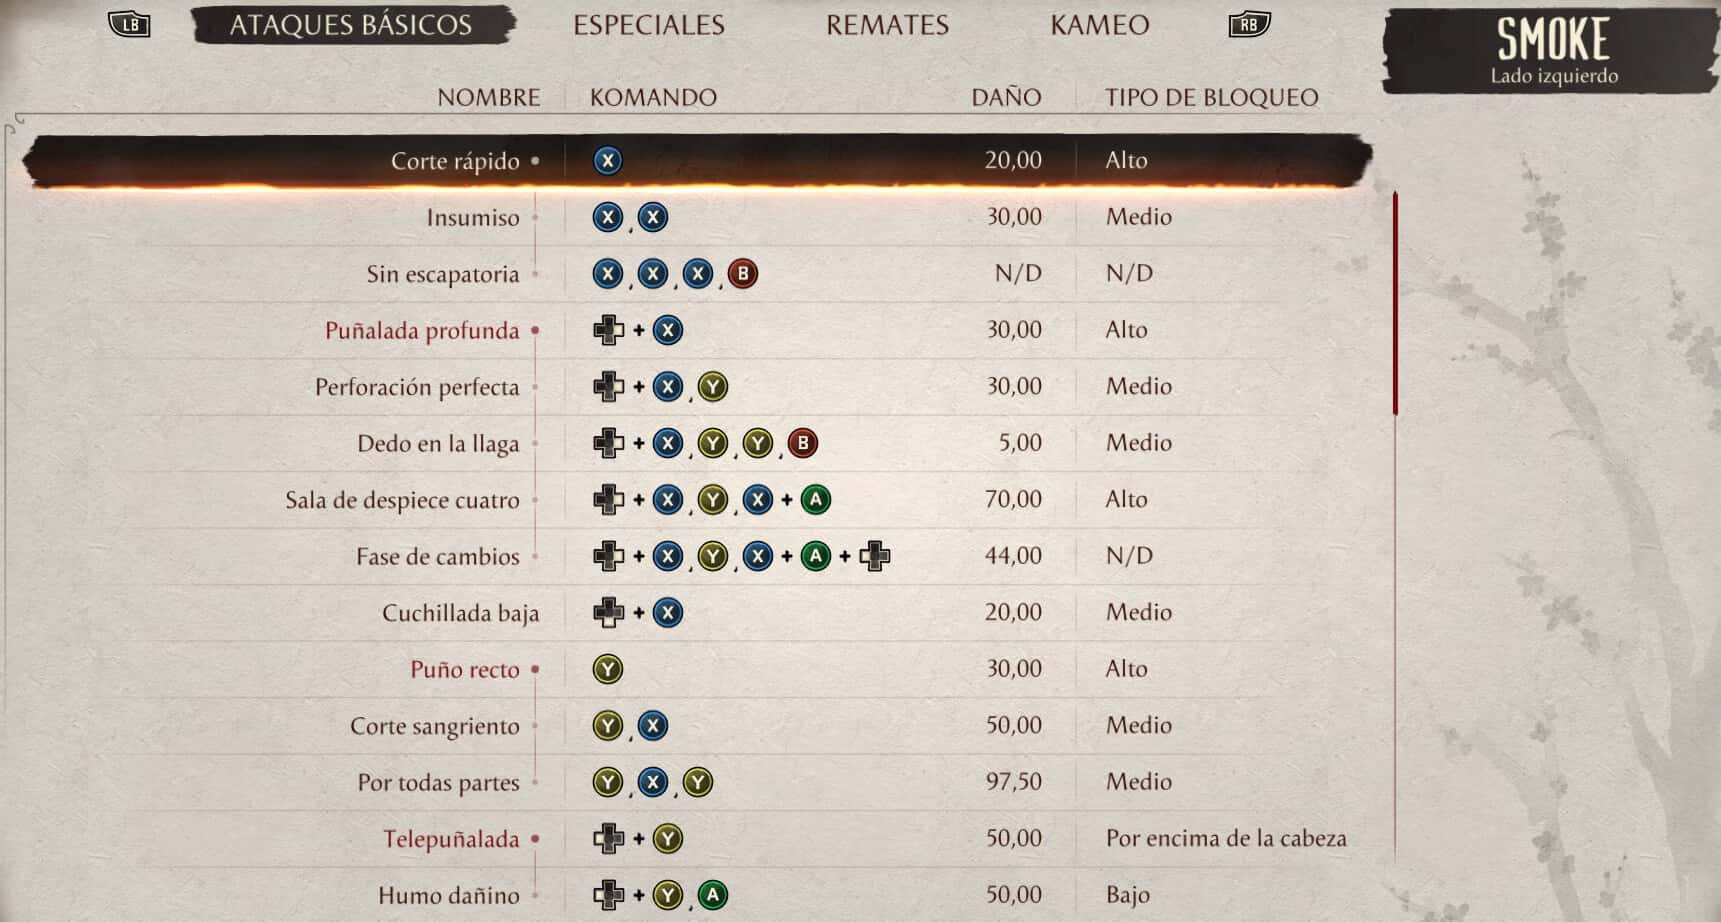 LB ATAQUES BÁSICOS ESPECIALES REMATES KAMEO RB
SMOKE
Lado izquierdo
NOMBRE KOMANDO DAÑO TIPO DE BLOQUEO
Corte rápido X 20,00 Alto
Insumiso X , X 30,00 Medio
Sin escapatoria X , X , X , B N/D N/D
Puñalada profunda + X 30,00 Alto
Perforación perfecta + X , Y 30,00 Medio
Dedo en la llaga + X , Y , Y , B 5,00 Medio
Sala de despiece cuatro + X , Y , X + A 70,00 Alto
Fase de cambios + X , Y , X + A + 44,00 N/D
Cuchillada baja + X 20,00 Medio
Puño recto Y 30,00 Alto
Corte sangriento Y , X 50,00 Medio
Por todas partes Y , X , Y 97,50 Medio
Telepuñalada + Y 50,00 Por encima de la cabeza
Humo dañino + Y , A 50,00 Bajo